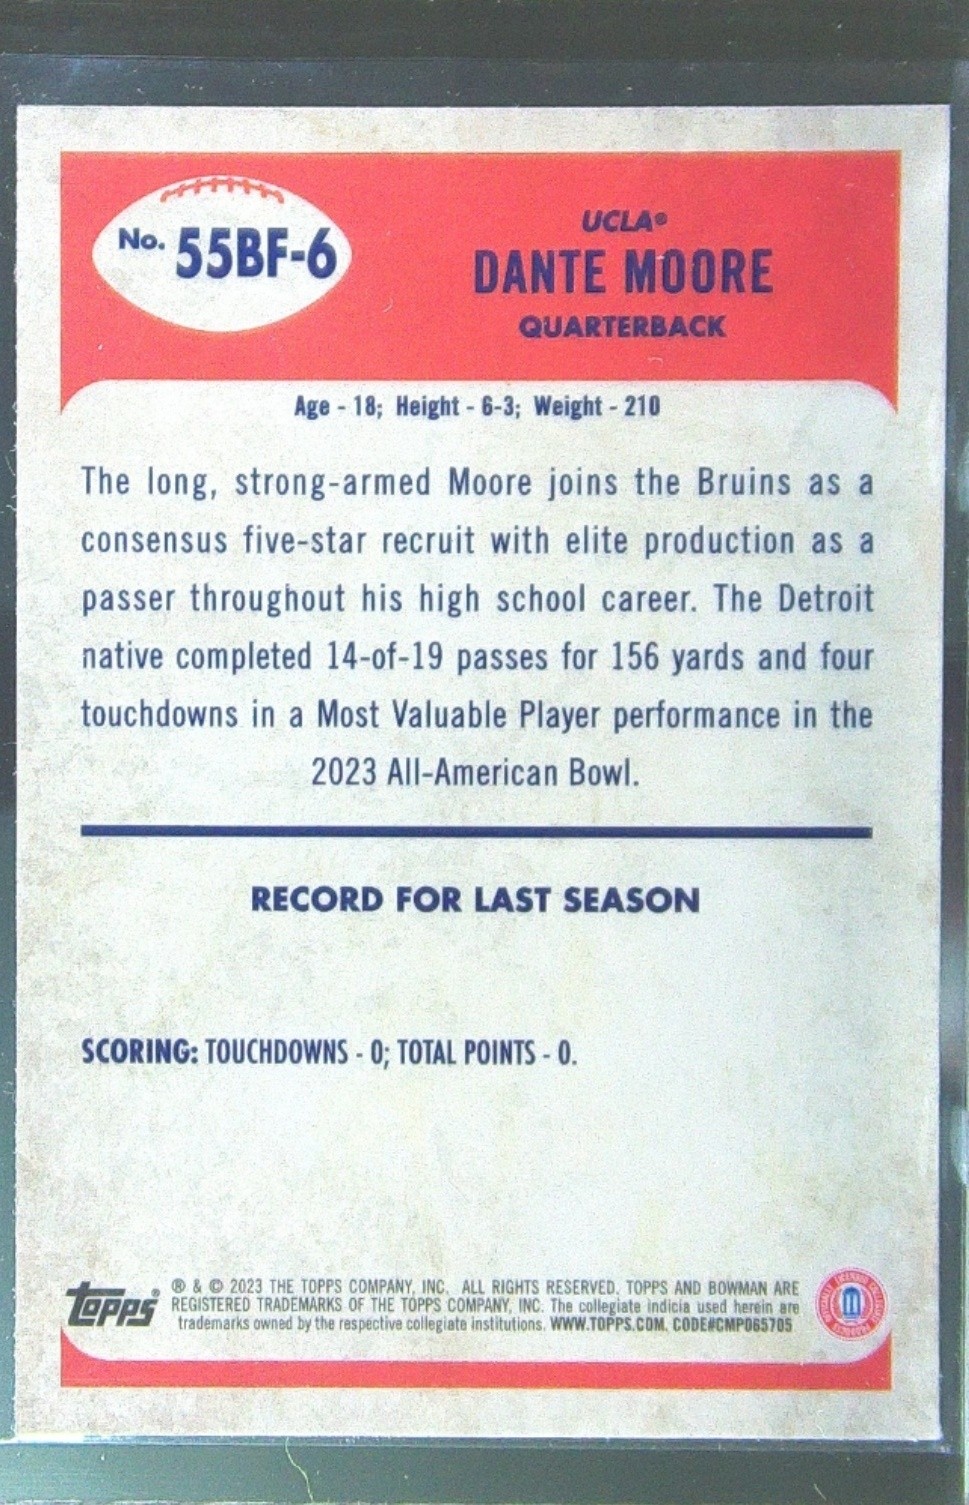 No. 55BF-6
UCLA®
DANTE MOORE
QUARTERBACK
Age - 18; Height - 6-3; Weight - 210
The long, strong-armed Moore joins the Bruins as a
consensus five-star recruit with elite production as a
passer throughout his high school career. The Detroit
native completed 14-of-19 passes for 156 yards and four
touchdowns in a Most Valuable Player performance in the
2023 All-American Bowl.
RECORD FOR LAST SEASON
SCORING: TOUCHDOWNS - 0; TOTAL POINTS - 0.
topps
® & © 2023 THE TOPPS COMPANY, INC. ALL RIGHTS RESERVED. TOPPS AND BOWMAN ARE
REGISTERED TRADEMARKS OF THE TOPPS COMPANY, INC. The collegiate indicia used herein are
trademarks owned by the respective collegiate institutions. WWW.TOPPS.COM. CODE#CMP065705